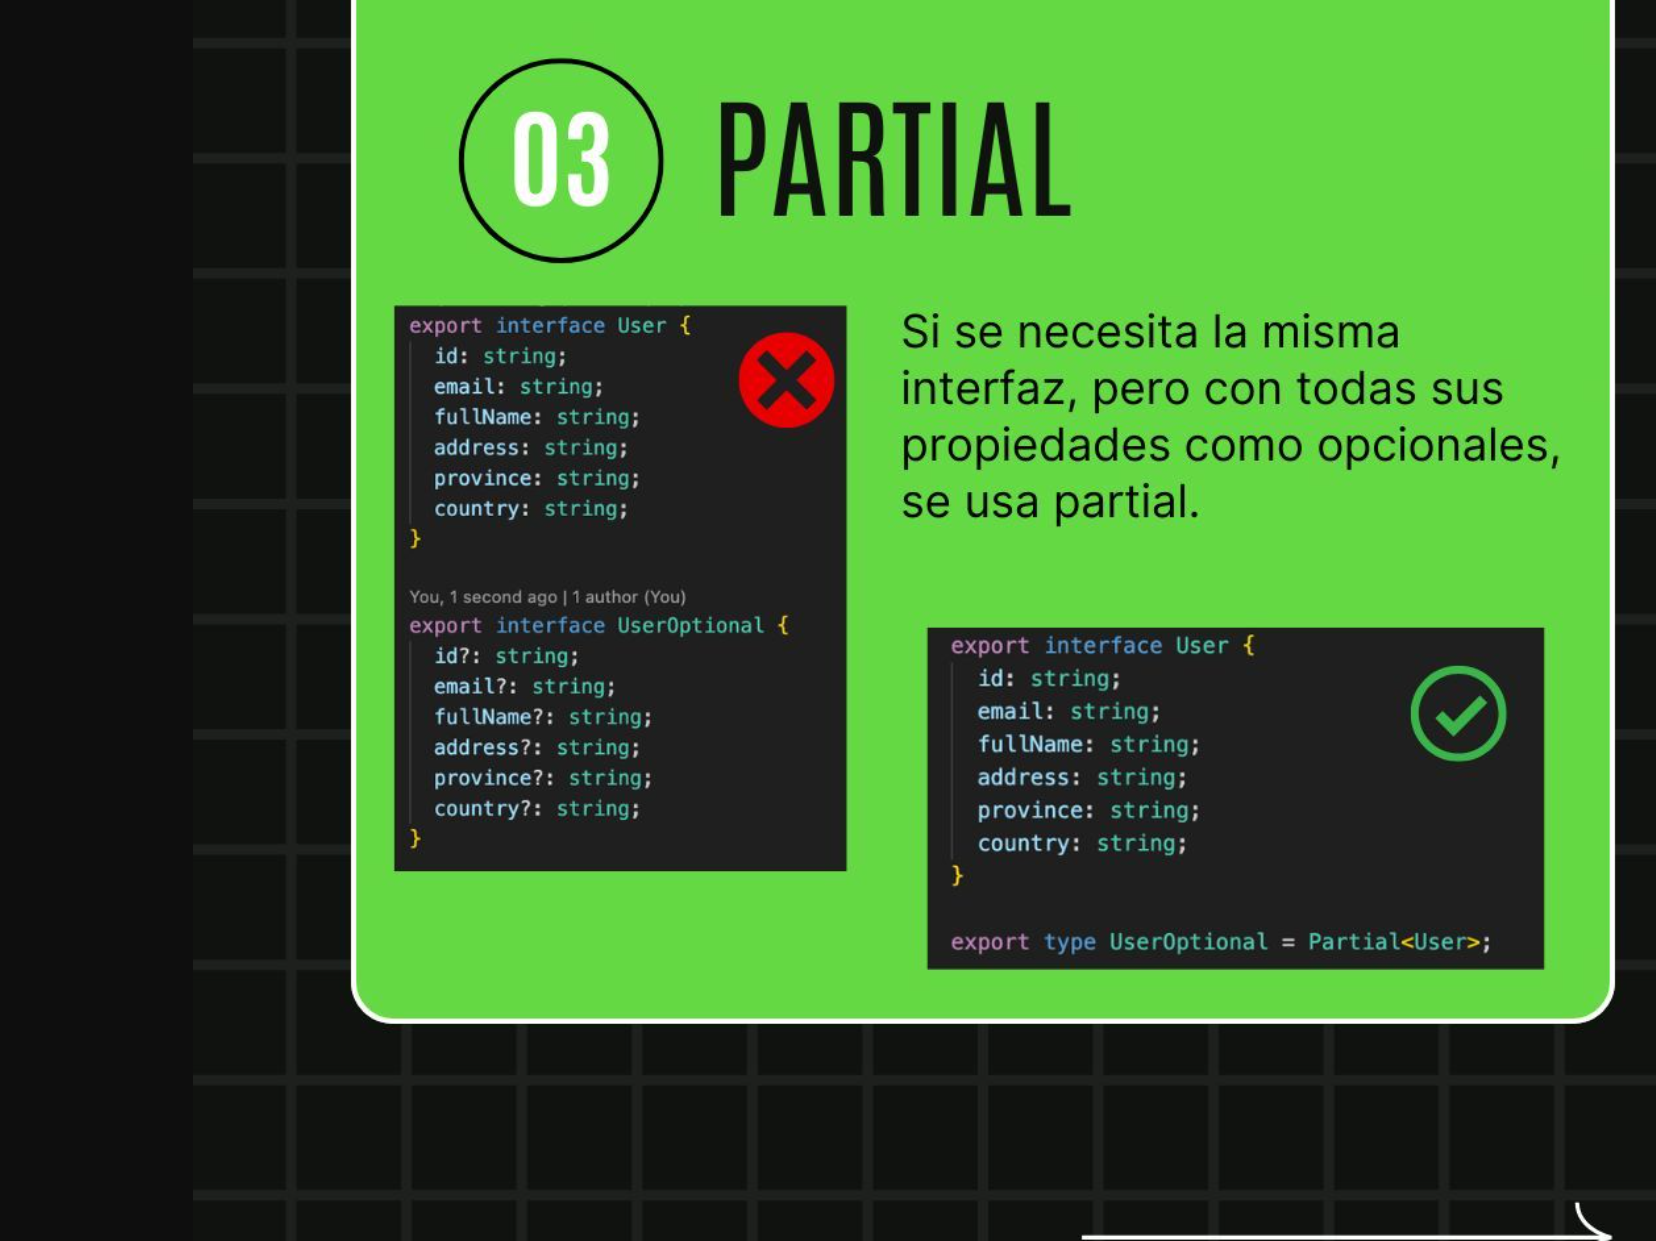 03
PARTIAL
export interface User {
id: string;
email: string;
fullName: string;
address: string;
province: string;
country: string;
}
You, 1 second ago | 1 author (You)
export interface UserOptional {
id?: string;
email?: string;
fullName?: string;
address?: string;
province?: string;
country?: string;
}
Si se necesita la misma
interfaz, pero con todas sus
propiedades como opcionales,
se usa partial.
export interface User {
id: string;
email: string;
fullName: string;
address: string;
province: string;
country: string;
}
export type UserOptional = Partial<User>;